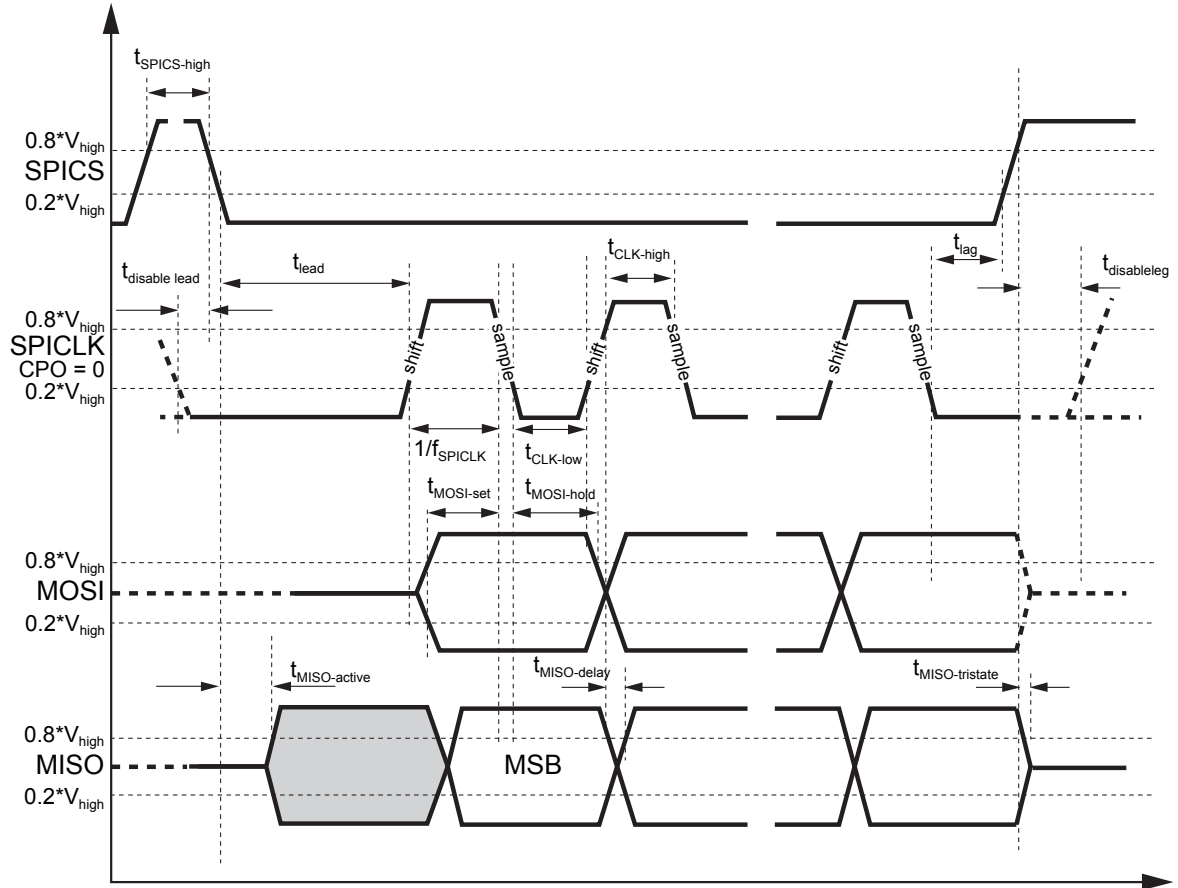 tSPICS-high
0.8*Vhigh
SPICS
0.2*Vhigh
tdisable lead
tlead
tCLK-high
tlag
tdisableleg
0.8*Vhigh
SPICLK
CPO = 0
0.2*Vhigh
shift
sample
shift
sample
shift
sample
1/fSPICLK
tCLK-low
tMOSI-set
tMOSI-hold
0.8*Vhigh
MOSI
0.2*Vhigh
tMISO-active
tMISO-delay
tMISO-tristate
0.8*Vhigh
MISO
MSB
0.2*Vhigh